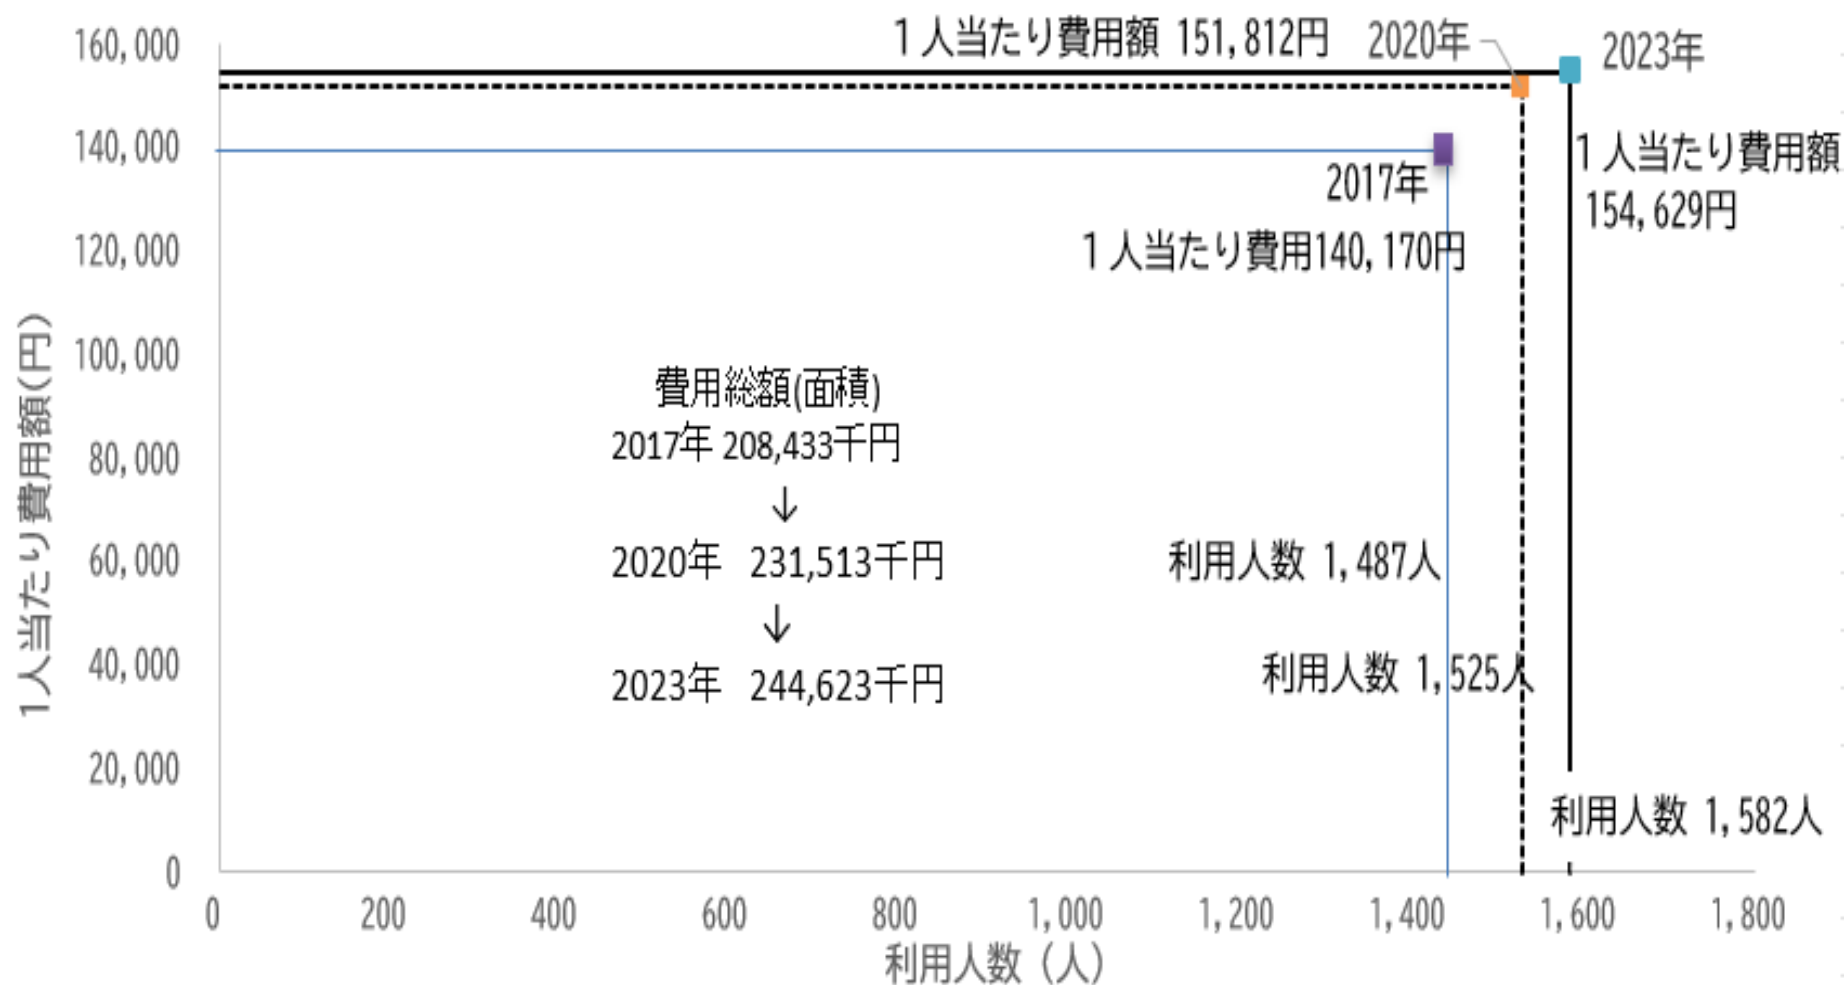 1人当たり費用額 151,812円
2020年
2023年
160,000
140,000
120,000
100,000
80,000
60,000
40,000
20,000
0
1人当たり費用額(円)
2017年
1人当たり費用140,170円
1人当たり費用額
154,629円
費用総額(面積)
2017年 208,433千円
↓
2020年 231,513千円
↓
2023年 244,623千円
利用人数 1,487人
利用人数 1,525人
利用人数 1,582人
0 200 400 600 800 1,000 1,200 1,400 1,600 1,800
利用人数（人）